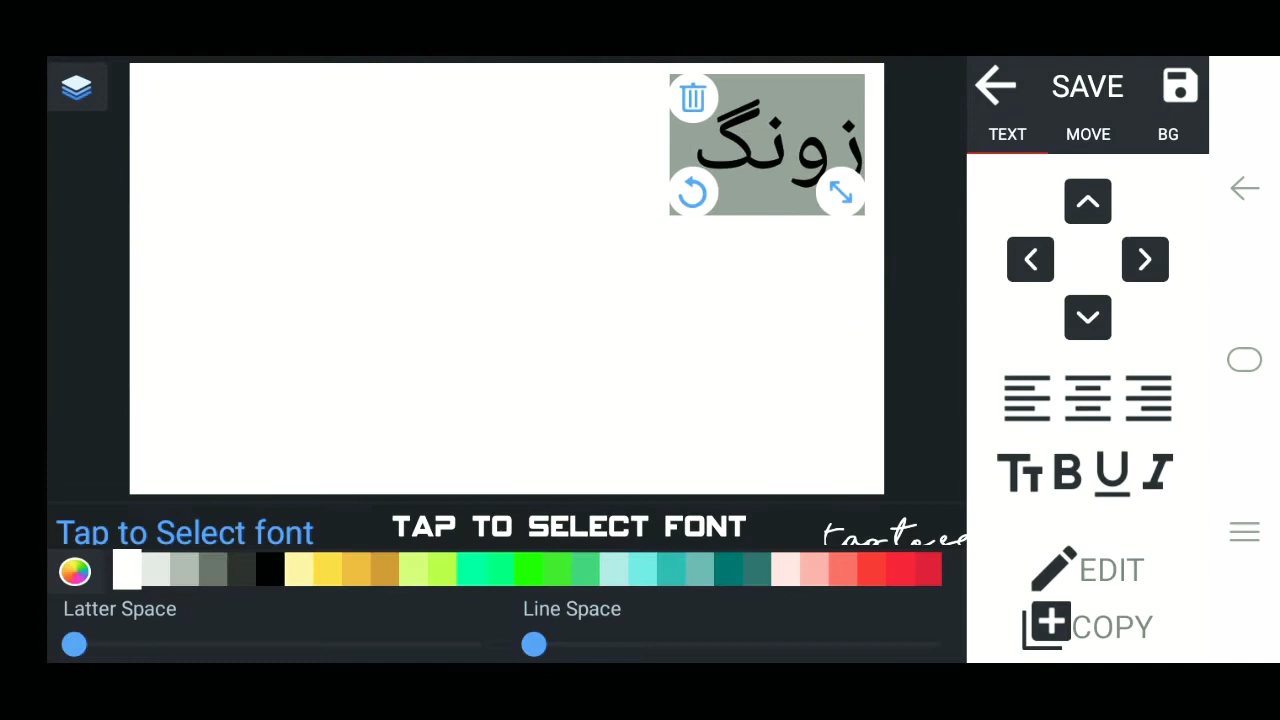 زونگ
SAVE
TEXT MOVE BG
Tap to Select font TAP TO SELECT FONT
Latter Space Line Space
EDIT
COPY